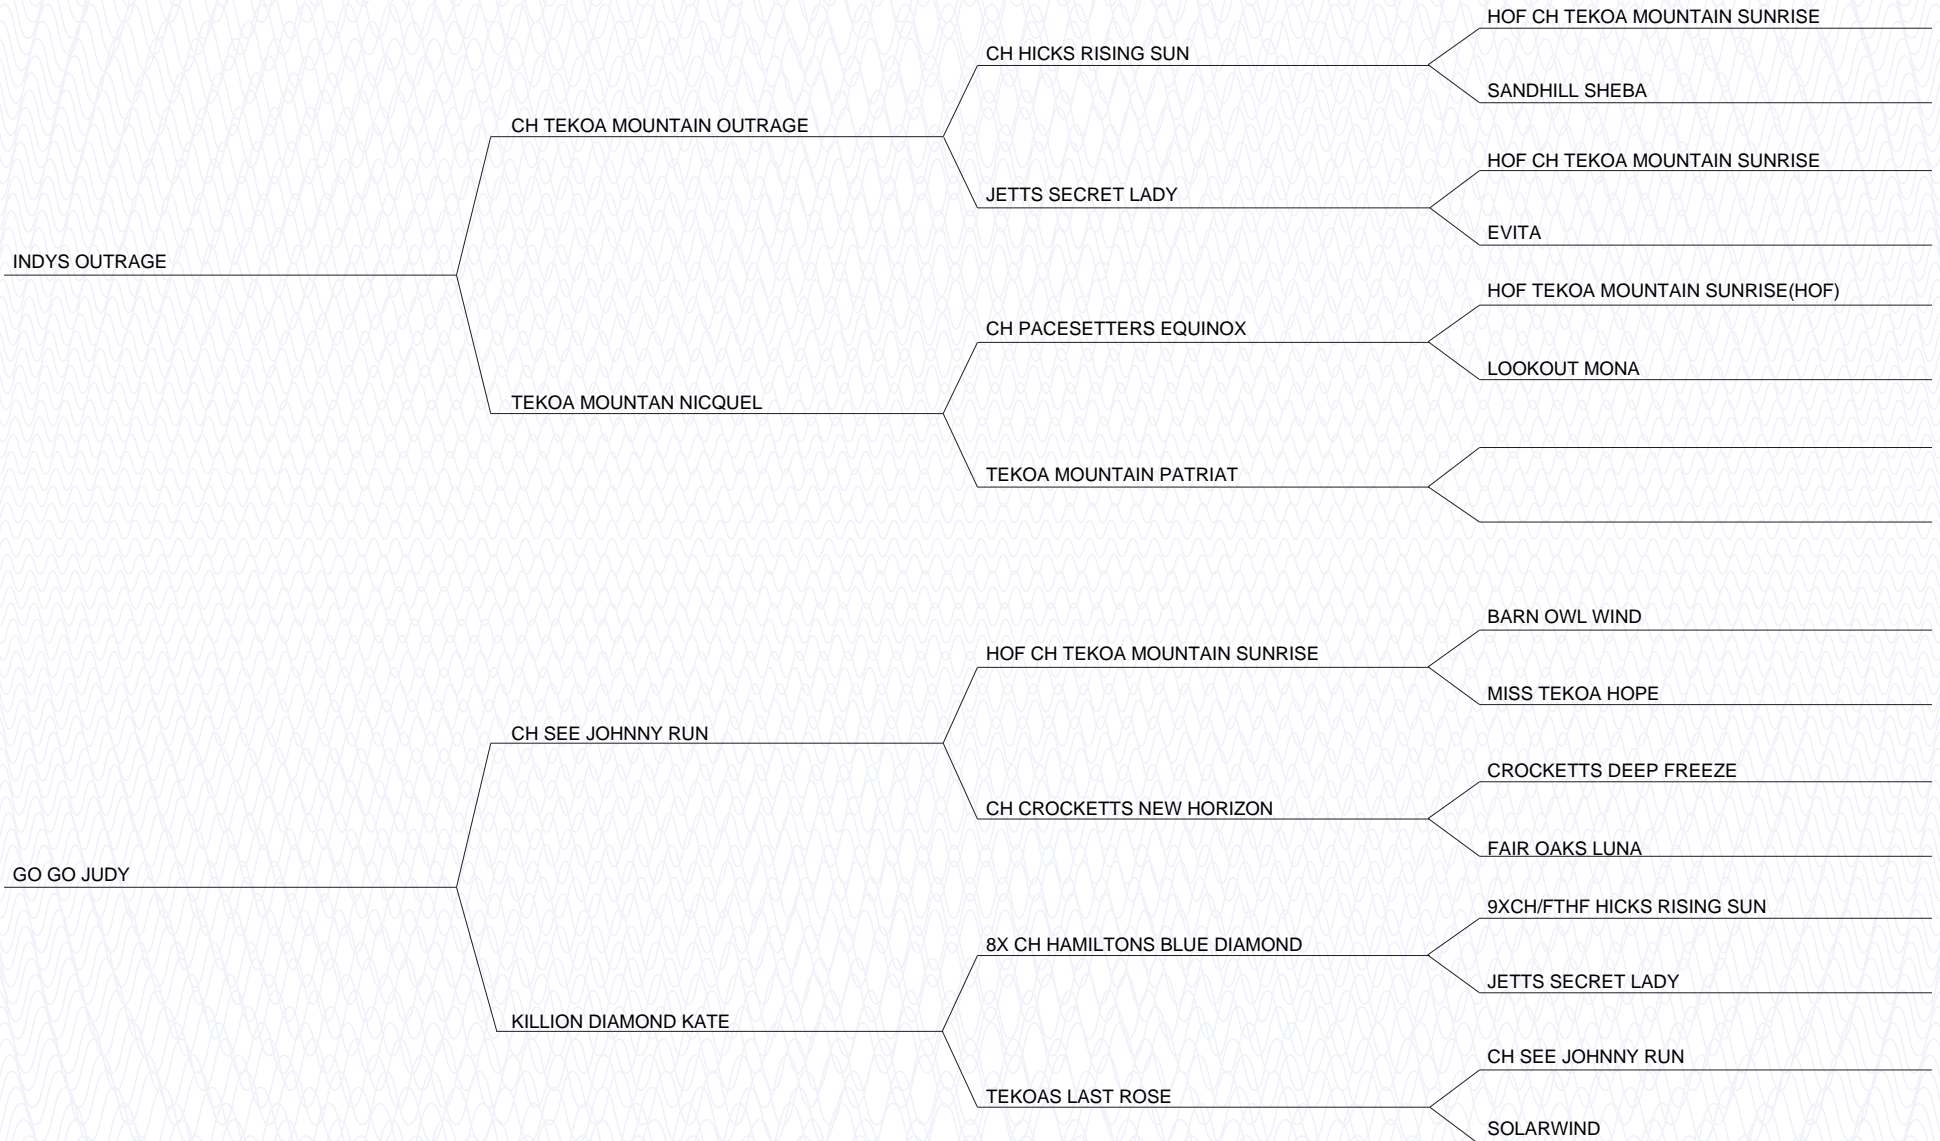 HOF CH TEKOA MOUNTAIN SUNRISE
CH HICKS RISING SUN
SANDHILL SHEBA
CH TEKOA MOUNTAIN OUTRAGE
HOF CH TEKOA MOUNTAIN SUNRISE
JETTS SECRET LADY
EVITA
INDYS OUTRAGE
HOF TEKOA MOUNTAIN SUNRISE(HOF)
CH PACESETTERS EQUINOX
LOOKOUT MONA
TEKOA MOUNTAN NICQUEL
TEKOA MOUNTAIN PATRIAT
BARN OWL WIND
HOF CH TEKOA MOUNTAIN SUNRISE
MISS TEKOA HOPE
CH SEE JOHNNY RUN
CROCKETTS DEEP FREEZE
CH CROCKETTS NEW HORIZON
FAIR OAKS LUNA
GO GO JUDY
9XCH/FTHF HICKS RISING SUN
8X CH HAMILTONS BLUE DIAMOND
JETTS SECRET LADY
KILLION DIAMOND KATE
CH SEE JOHNNY RUN
TEKOAS LAST ROSE
SOLARWIND